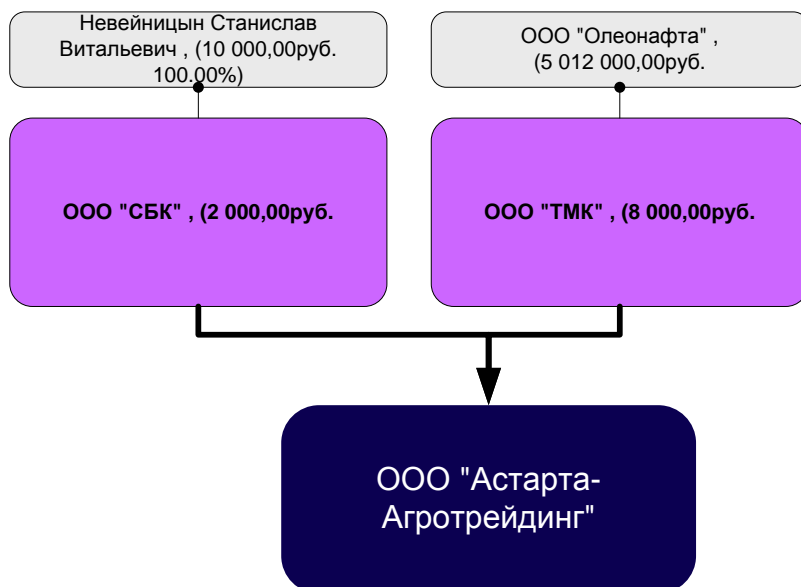 Невейницын Станислав
Витальевич , (10 000,00руб.
100.00%)
ООО "Олеонафта" ,
(5 012 000,00руб.
ООО "СБК" , (2 000,00руб.
ООО "ТМК" , (8 000,00руб.
ООО "Астарта-
Агротрейдинг"